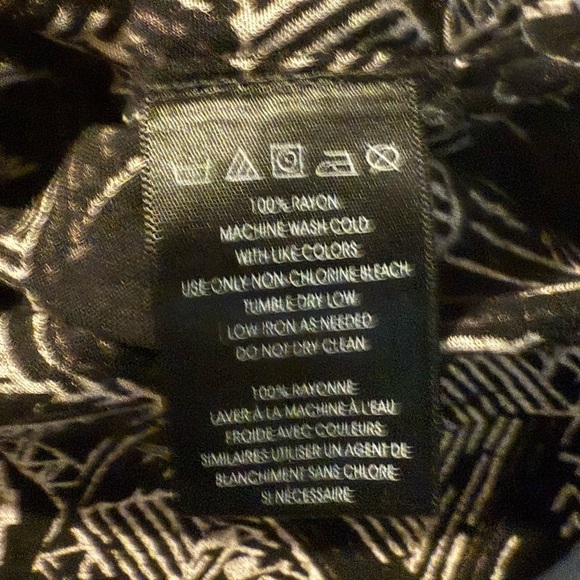 100% RAYON
MACHINE WASH COLD
WITH LIKE COLORS
USE ONLY NON-CHLORINE BLEACH
TUMBLE DRY LOW
LOW IRON AS NEEDED
DO NOT DRY CLEAN
100% RAYONNE
LAVER À LA MACHINE À L'EAU
FROIDE AVEC COULEURS
SIMILAIRES UTILISER UN AGENT DE
BLANCHIMENT SANS CHLORE
SI NÉCESSAIRE